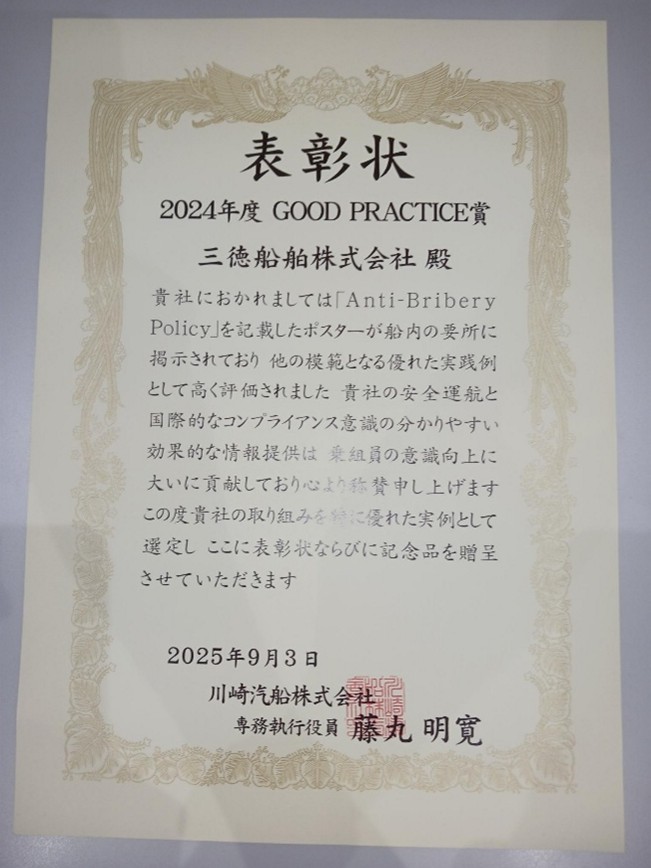 表彰状
2024年度 GOOD PRACTICE賞
三徳船舶株式会社 殿
貴社におかれましては「Anti-Bribery
Policy」を記載したポスターが船内の要所に
掲示されており 他の模範となる優れた実践例
として高く評価されました 貴社の安全運航と
国際的なコンプライアンス意識の分かりやすい
効果的な情報提供は 乗組員の意識向上に
大いに貢献しており心より称賛申し上げます
この度貴社の取り組みを特に優れた実例として
選定し ここに表彰状ならびに記念品を贈呈
させていただきます
2025年9月3日
川崎汽船株式会社
専務執行役員 藤丸 明寛